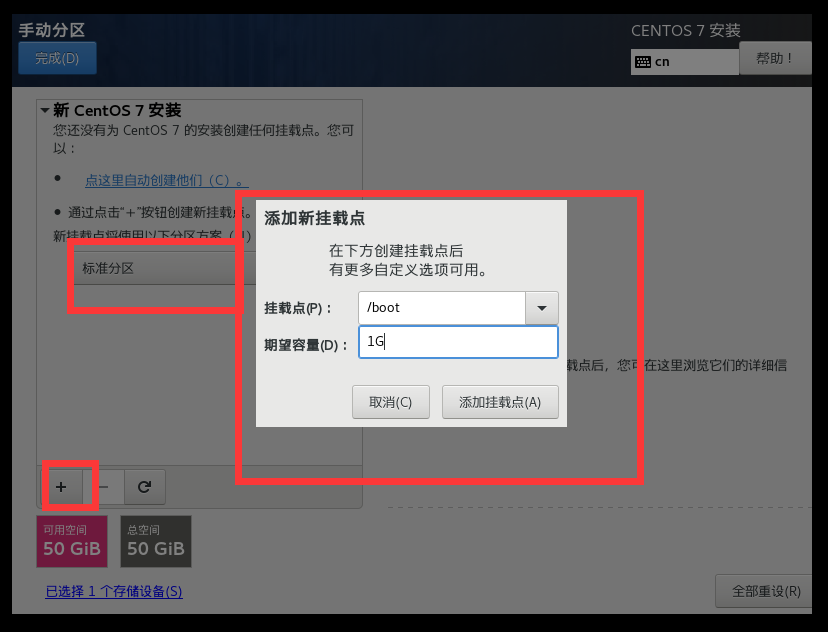 手动分区
CENTOS 7 安装
完成(D)
cn
帮助！
新 CentOS 7 安装
您还没有为 CentOS 7 的安装创建任何挂载点。您可
以：
点这里自动创建他们（C）。
通过点击“+”按钮创建新挂载点。
新挂载点将使用以下分区方案（U）
标准分区
添加新挂载点
在下方创建挂载点后
有更多自定义选项可用。
挂载点(P)：
/boot
期望容量(D)：
1G
取消(C)
添加挂载点(A)
载点后，您可在这里浏览它们的详细信
+
可用空间
50 GiB
总空间
50 GiB
已选择 1 个存储设备(S)
全部重设(R)